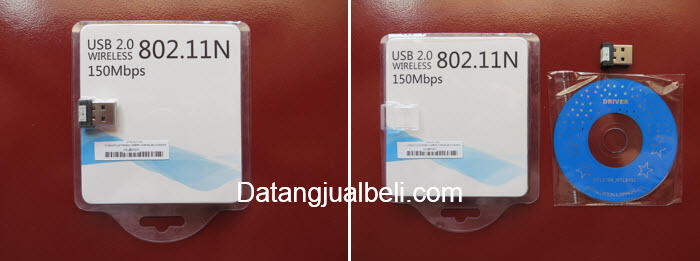 USB 2.0
WIRELESS 802.11N
150Mbps
USB 2.0
WIRELESS 802.11N
150Mbps
DRIVER
Datangjualbeli.com